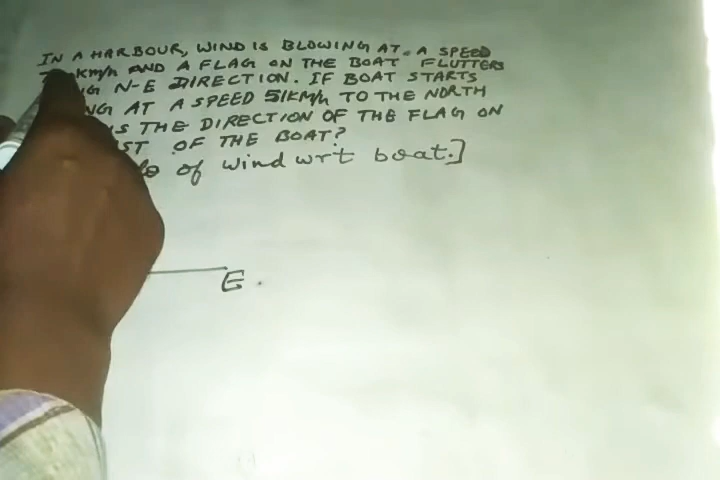 IN A HARBOUR, WIND IS BLOWING AT A SPEED
km/h AND A FLAG ON THE BOAT FLUTTERS
N-E DIRECTION. IF BOAT STARTS
AT A SPEED 51KM/h TO THE NORTH
THE DIRECTION OF THE FLAG ON
OF THE BOAT?
of wind wrt boat.]
E.